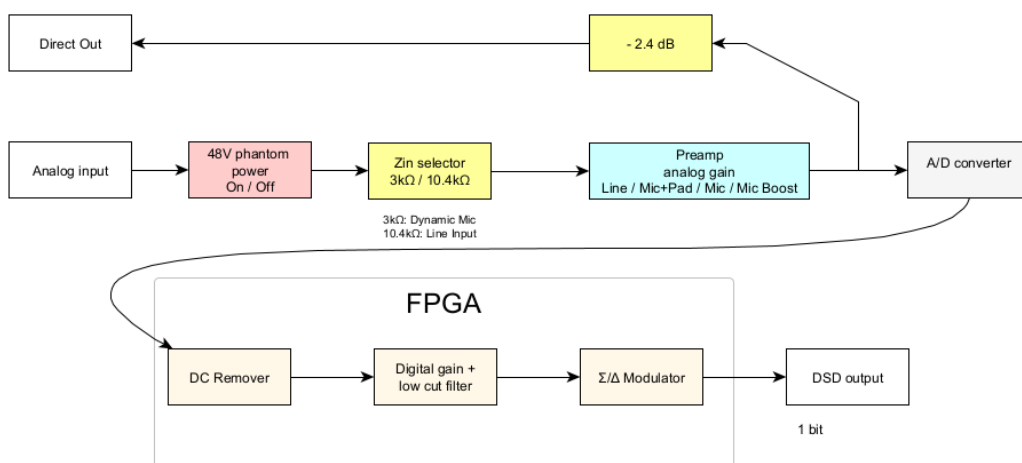 Direct Out
- 2.4 dB
Analog input
48V phantom
power
On / Off
Zin selector
3kΩ / 10.4kΩ
Preamp
analog gain
Line / Mic+Pad / Mic / Mic Boost
A/D converter
3kΩ: Dynamic Mic
10.4kΩ: Line Input
FPGA
DC Remover
Digital gain +
low cut filter
Σ/Δ Modulator
DSD output
1 bit